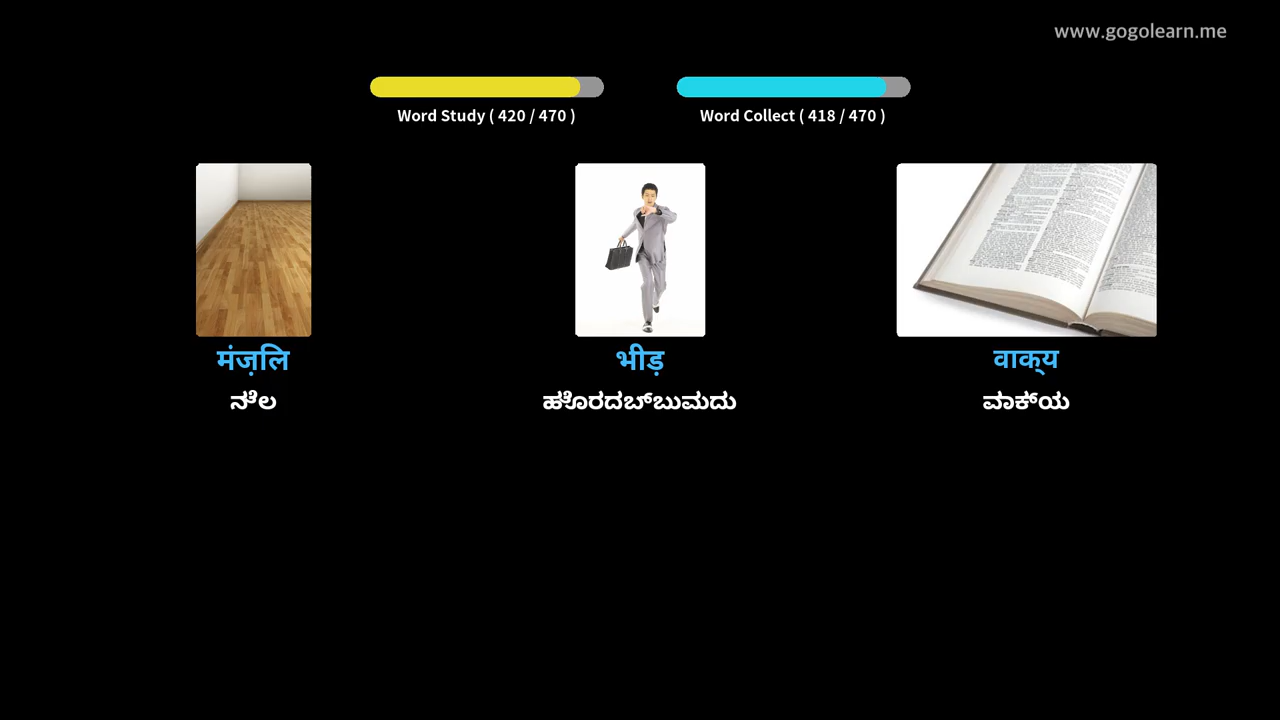 www.gogolearn.me
Word Study ( 420 / 470 )
Word Collect ( 418 / 470 )
मंज़लि
भीड़
वाक्य
ನೆಲ
ಹೊರದಬ್ಬುಮದು
ವಾಕ್ಯ